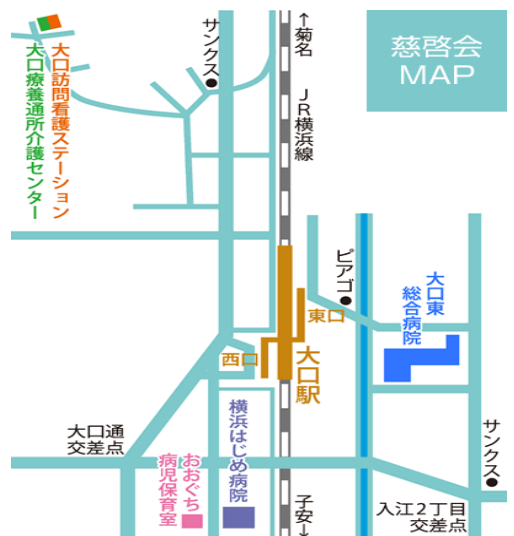 慈啓会
MAP
↑菊名
JR横浜線
サンクス
大口訪問看護ステーション
大口療養通所介護センター
ピアゴ
大口東
総合病院
東口
西口
大口駅
大口通
交差点
横浜はじめ病院
おおぐち
病児保育室
サンクス
入江2丁目
交差点
子安↓